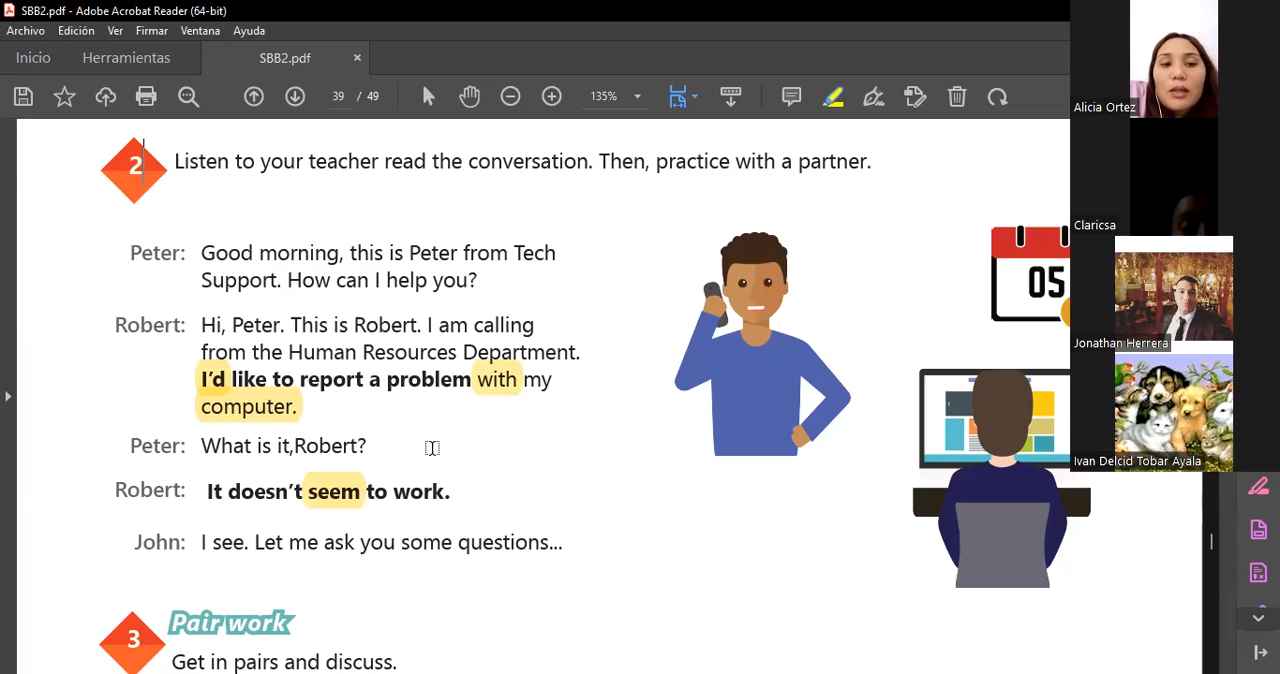 SBB2.pdf - Adobe Acrobat Reader (64-bit)
Archivo Edición Ver Firmar Ventana Ayuda
Inicio Herramientas SBB2.pdf ×
39 / 49 135%
2 Listen to your teacher read the conversation. Then, practice with a partner.
Peter: Good morning, this is Peter from Tech
Support. How can I help you?
Robert: Hi, Peter. This is Robert. I am calling
from the Human Resources Department.
I'd like to report a problem with my
computer.
Peter: What is it,Robert?
Robert: It doesn't seem to work.
John: I see. Let me ask you some questions...
3 Pair work
Get in pairs and discuss.
05
Alicia Ortez
Claricsa
Jonathan Herrera
Ivan Delcid Tobar Ayala